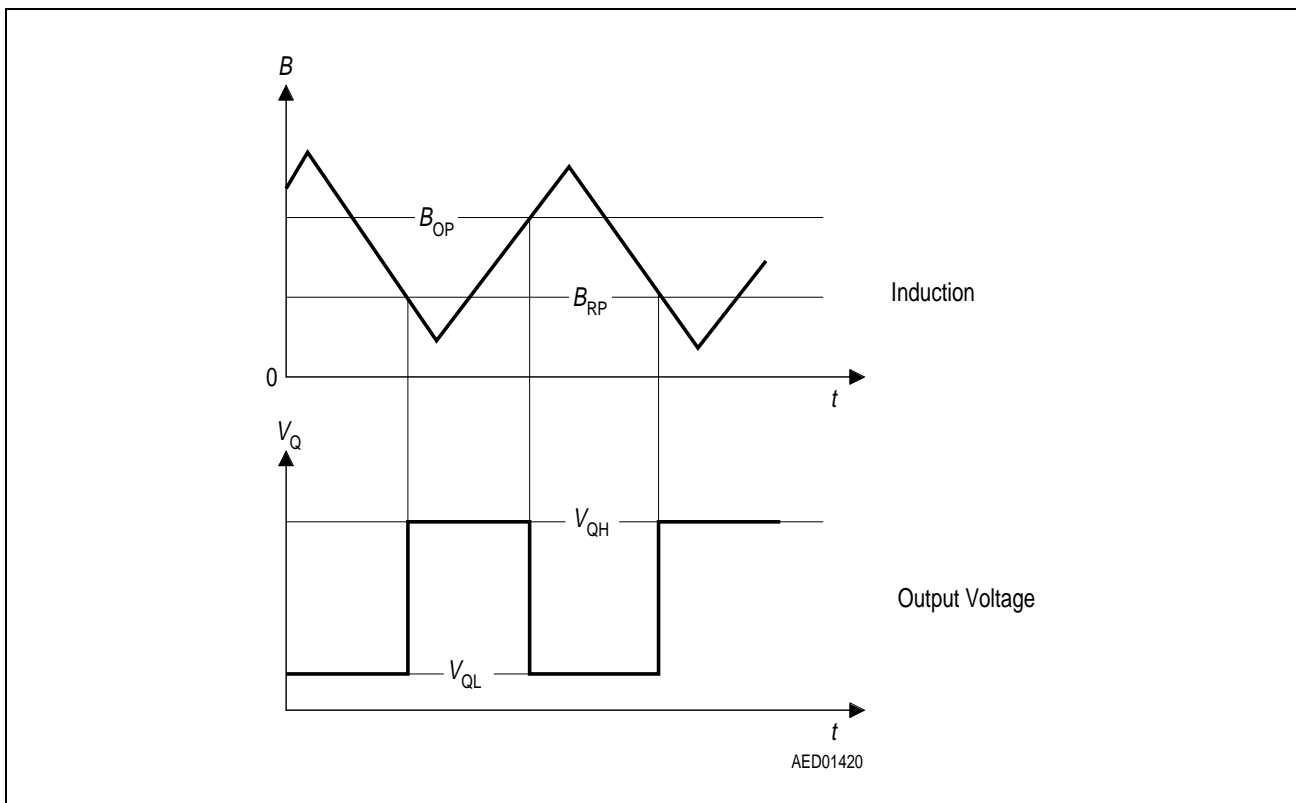 B
B_OP
B_RP
Induction
0
t
V_Q
V_QH
Output Voltage
V_QL
t
AED01420